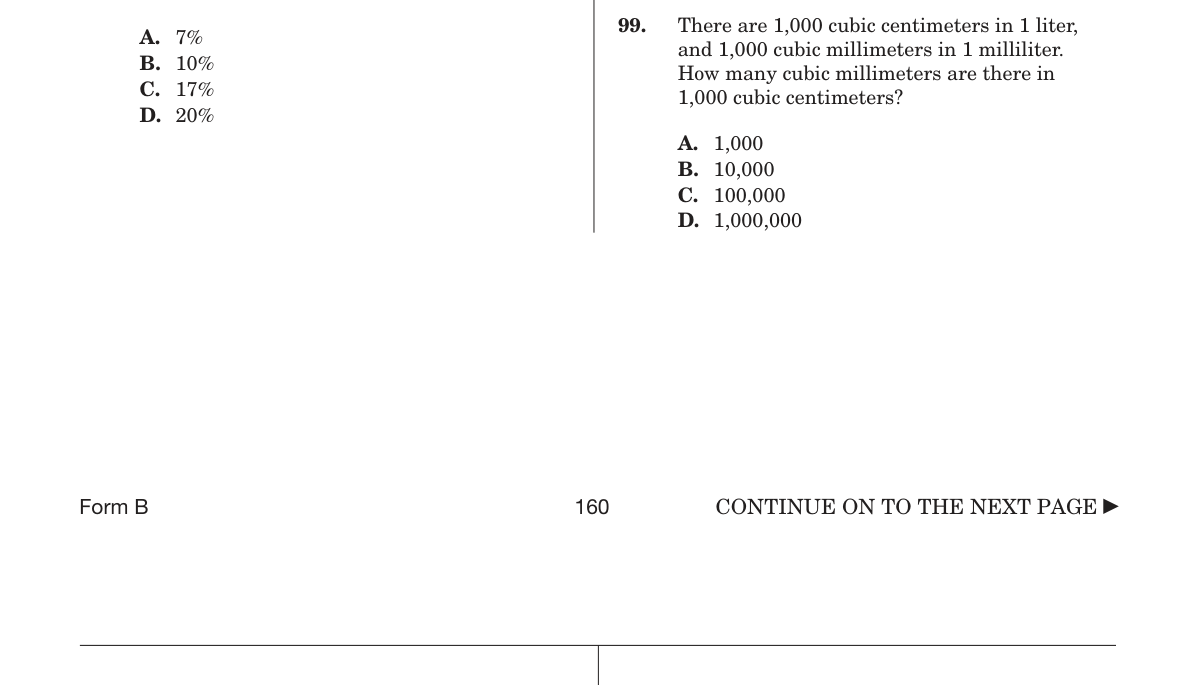 A. 7%
B. 10%
C. 17%
D. 20%
99. There are 1,000 cubic centimeters in 1 liter,
and 1,000 cubic millimeters in 1 milliliter.
How many cubic millimeters are there in
1,000 cubic centimeters?
A. 1,000
B. 10,000
C. 100,000
D. 1,000,000
Form B
160
CONTINUE ON TO THE NEXT PAGE ►